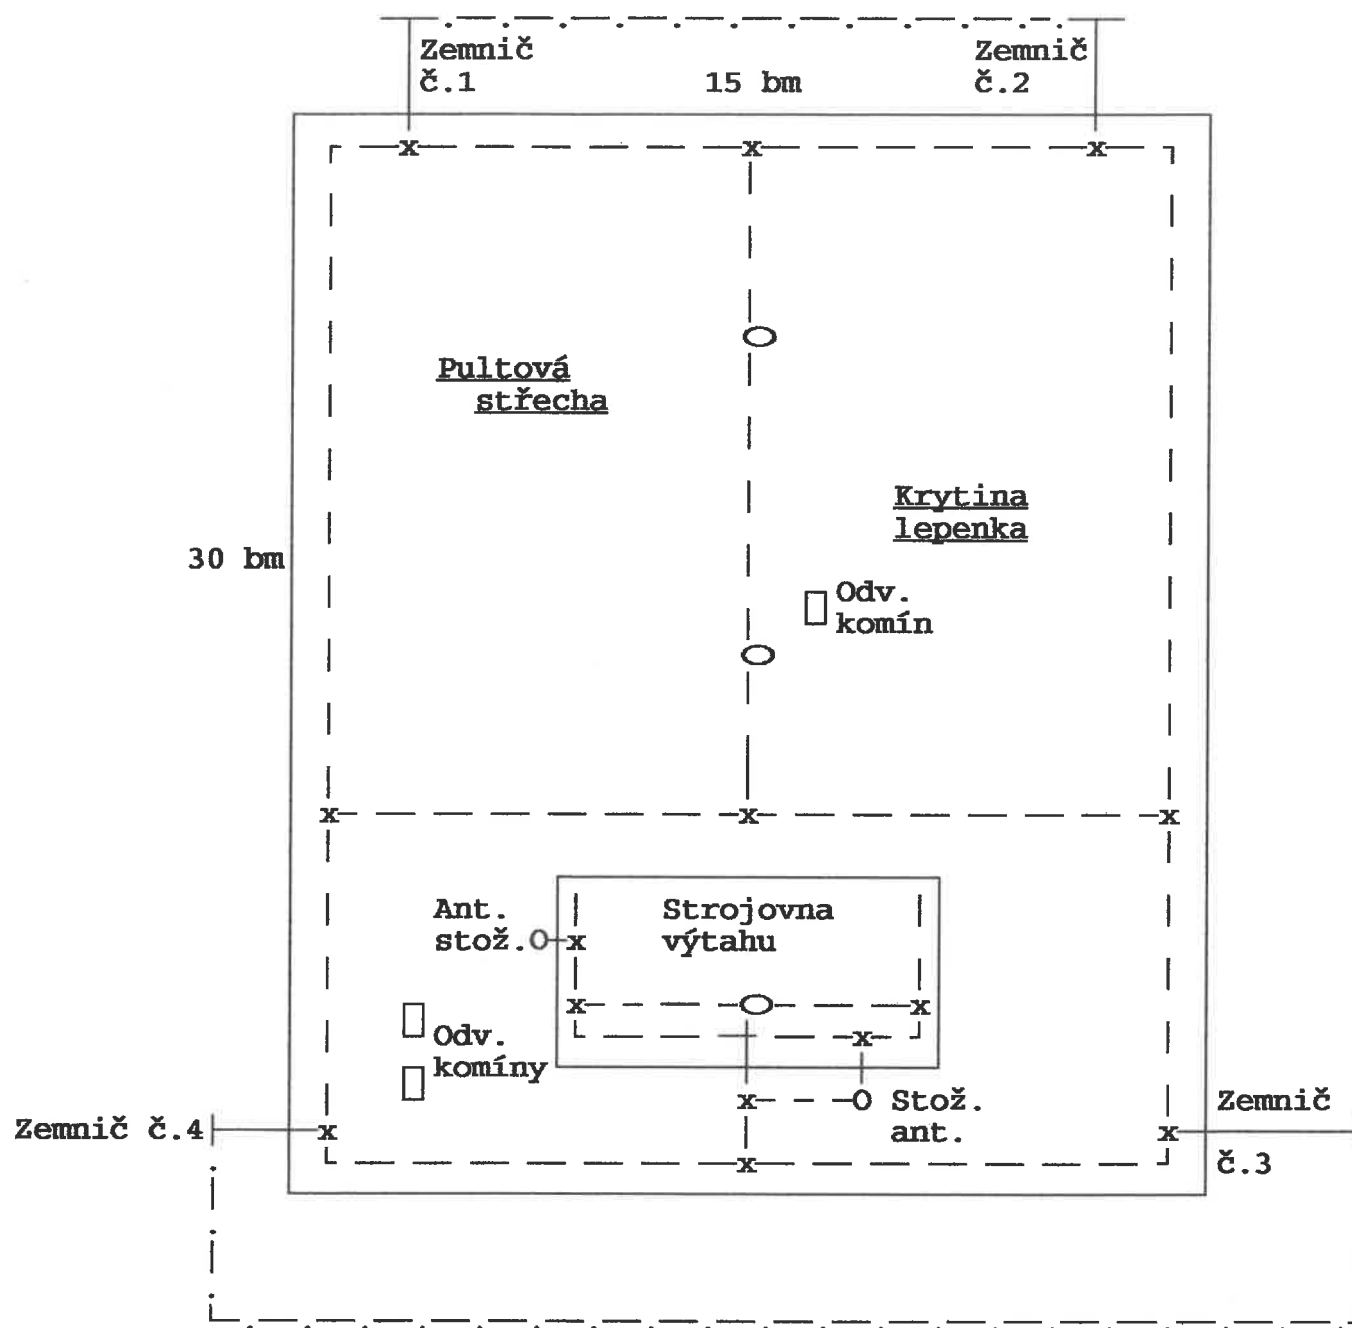 Zemnič
č.1
15 bm
Zemnič
č.2
Pultová
střecha
Krytina
lepenka
30 bm
Odv.
komín
Ant.
stož.
Strojovna
výtahu
Odv.
komíny
Stož.
ant.
Zemnič č.4
Zemnič
č.3